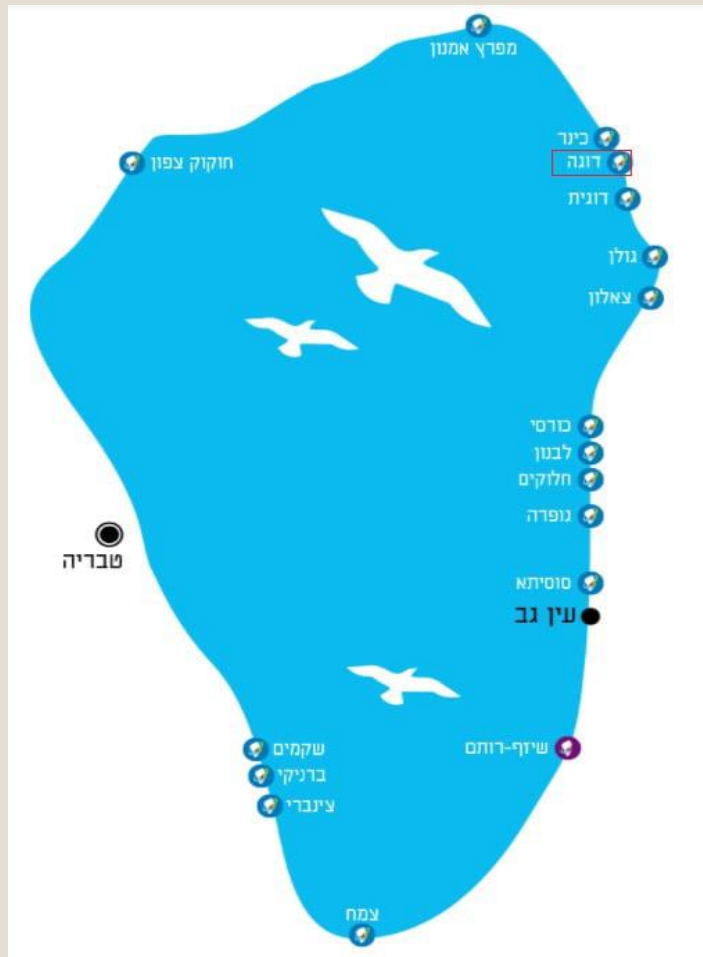 מפרץ אמנון
כינר
דוגה
חוקוק צפון
דוגית
גולן
צאלון
כורסי
לבנון
חלוקים
גופרה
טבריה
סוסיתא
עין גב
שיזף-רותם
שקמים
ברניקי
צינברי
צמח